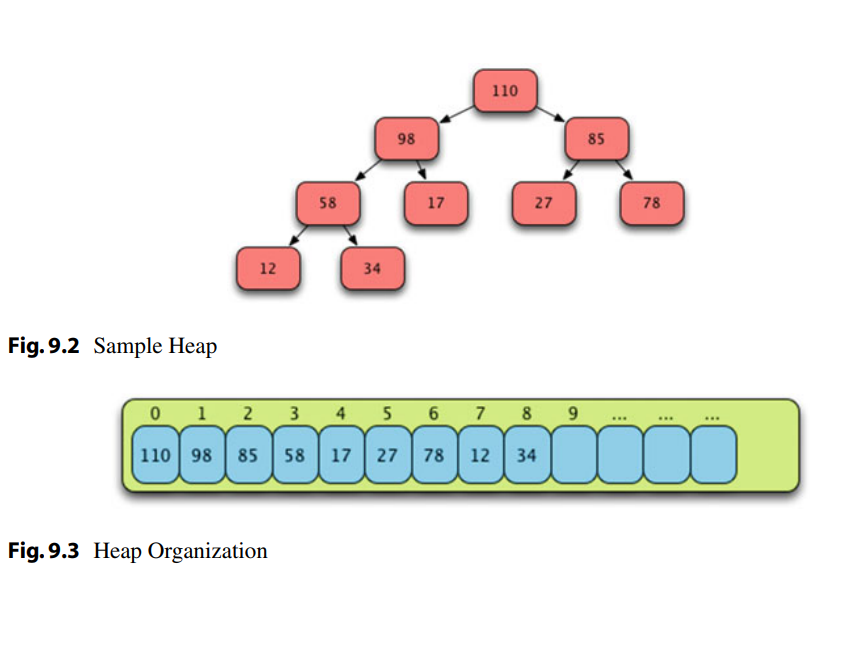 110
98 85
58 17 27 78
12 34
Fig. 9.2 Sample Heap
0 1 2 3 4 5 6 7 8 9 ... ... ...
110 98 85 58 17 27 78 12 34
Fig. 9.3 Heap Organization